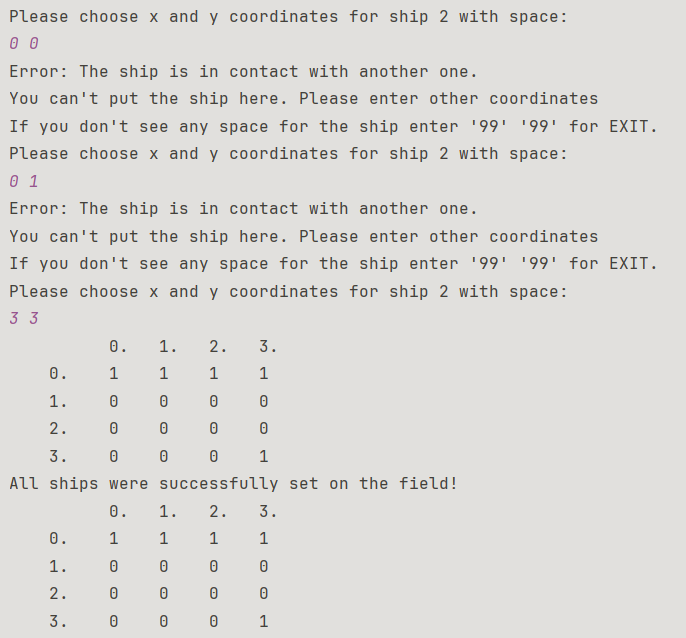 Please choose x and y coordinates for ship 2 with space:
0 0
Error: The ship is in contact with another one.
You can't put the ship here. Please enter other coordinates
If you don't see any space for the ship enter '99' '99' for EXIT.
Please choose x and y coordinates for ship 2 with space:
0 1
Error: The ship is in contact with another one.
You can't put the ship here. Please enter other coordinates
If you don't see any space for the ship enter '99' '99' for EXIT.
Please choose x and y coordinates for ship 2 with space:
3 3
0. 1. 2. 3.
0. 1 1 1 1
1. 0 0 0 0
2. 0 0 0 0
3. 0 0 0 1
All ships were successfully set on the field!
0. 1. 2. 3.
0. 1 1 1 1
1. 0 0 0 0
2. 0 0 0 0
3. 0 0 0 1